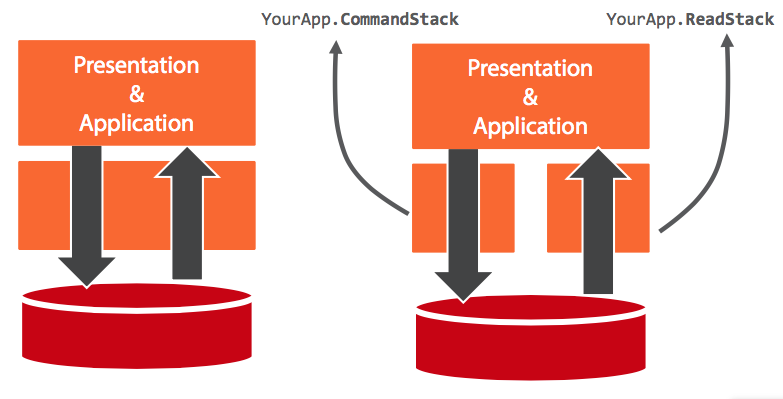 YourApp.CommandStack
YourApp.ReadStack
Presentation
&
Application
Presentation
&
Application